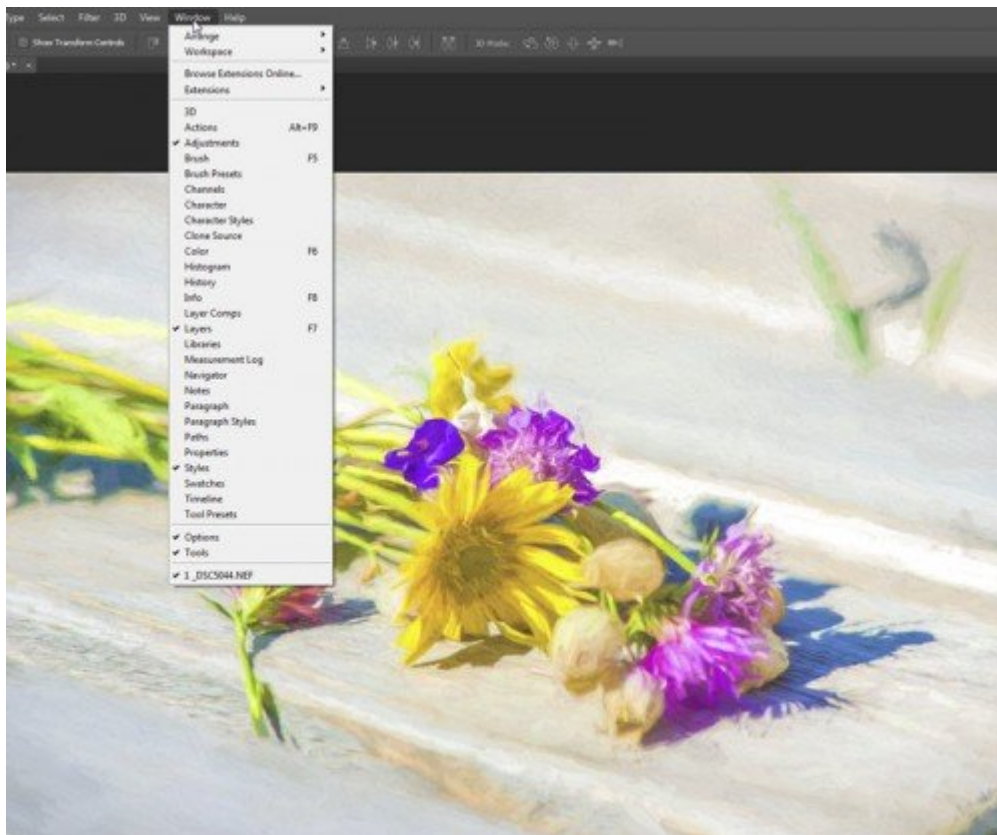 Type Select Filter 3D View Window Help
Show Transform Controls
3D Mode:
Arrange
Workspace
Browse Extensions Online...
Extensions
3D
Actions Alt+F9
Adjustments
Brush F5
Brush Presets
Channels
Character
Character Styles
Clone Source
Color F6
Histogram
History
Info F8
Layer Comps
Layers F7
Libraries
Measurement Log
Navigator
Notes
Paragraph
Paragraph Styles
Paths
Properties
Styles
Swatches
Timeline
Tool Presets
Options
Tools
1 _DSC5044.NEF